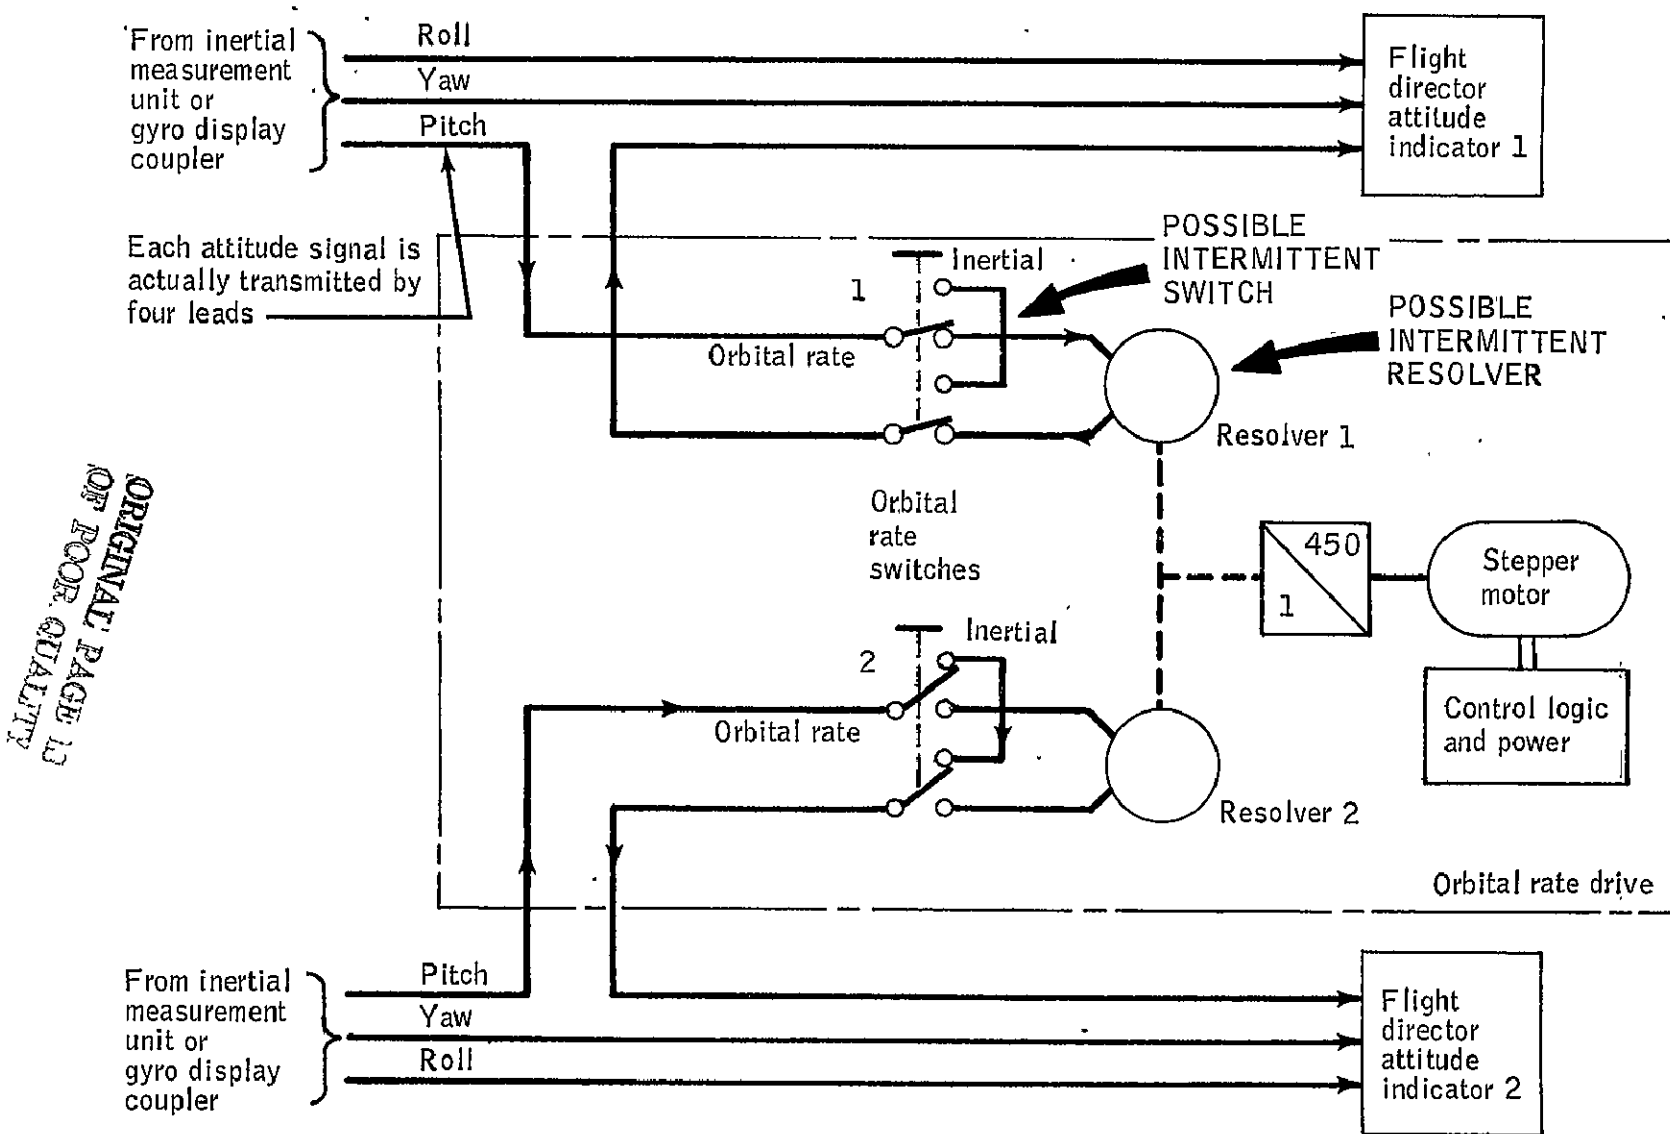 From inertial
measurement
unit or
gyro display
coupler
Roll
Yaw
Pitch
Flight
director
attitude
indicator 1
Each attitude signal is
actually transmitted by
four leads
1
Inertial
Orbital rate
POSSIBLE
INTERMITTENT
SWITCH
POSSIBLE
INTERMITTENT
RESOLVER
Resolver 1
ORIGINAL PAGE IS
OF POOR QUALITY
Orbital
rate
switches
450
1
Stepper
motor
Control logic
and power
2
Inertial
Orbital rate
Resolver 2
Orbital rate drive
From inertial
measurement
unit or
gyro display
coupler
Pitch
Yaw
Roll
Flight
director
attitude
indicator 2